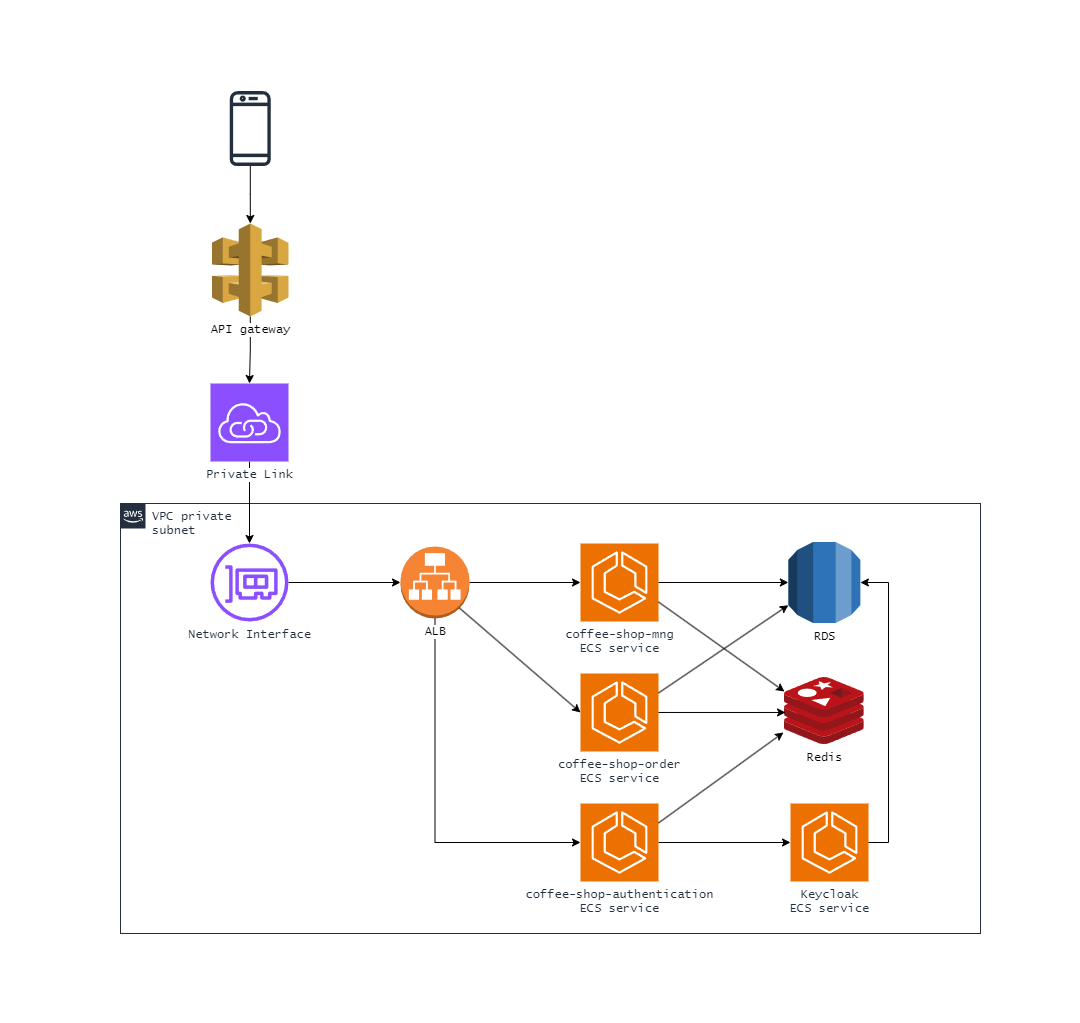 API gateway
Private Link
aws
VPC private
subnet
Network Interface
ALB
coffee-shop-mng
ECS service
RDS
coffee-shop-order
ECS service
Redis
coffee-shop-authentication
ECS service
Keycloak
ECS service